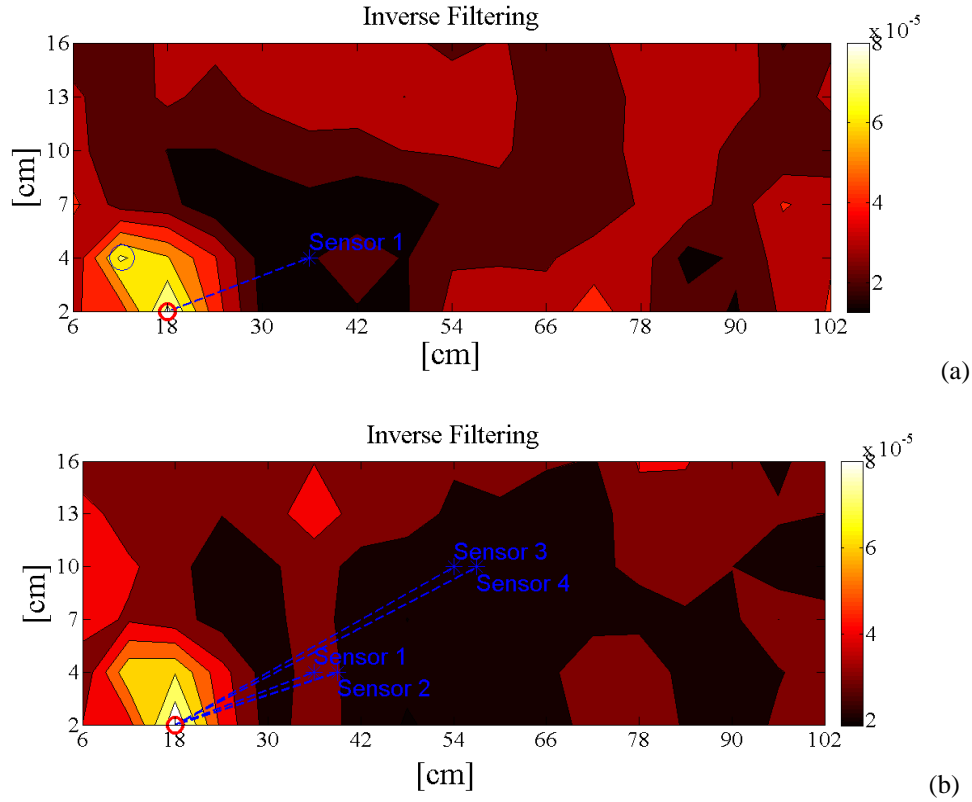 Inverse Filtering
x 10^-5
16
13
10
7
4
2
[cm]
Sensor 1
8
6
4
2
6 18 30 42 54 66 78 90 102
[cm]
(a)
Inverse Filtering
x 10^-5
16
13
10
7
4
2
[cm]
Sensor 3
Sensor 4
Sensor 1
Sensor 2
8
6
4
2
6 18 30 42 54 66 78 90 102
[cm]
(b)